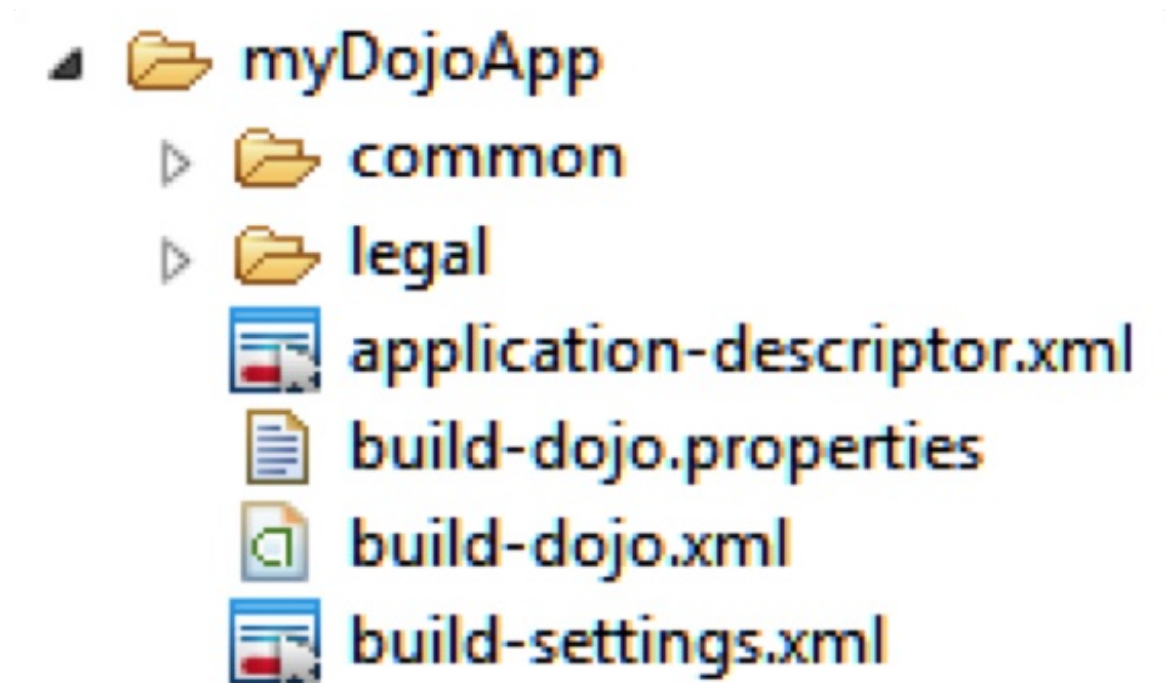 myDojoApp
common
legal
application-descriptor.xml
build-dojo.properties
build-dojo.xml
build-settings.xml